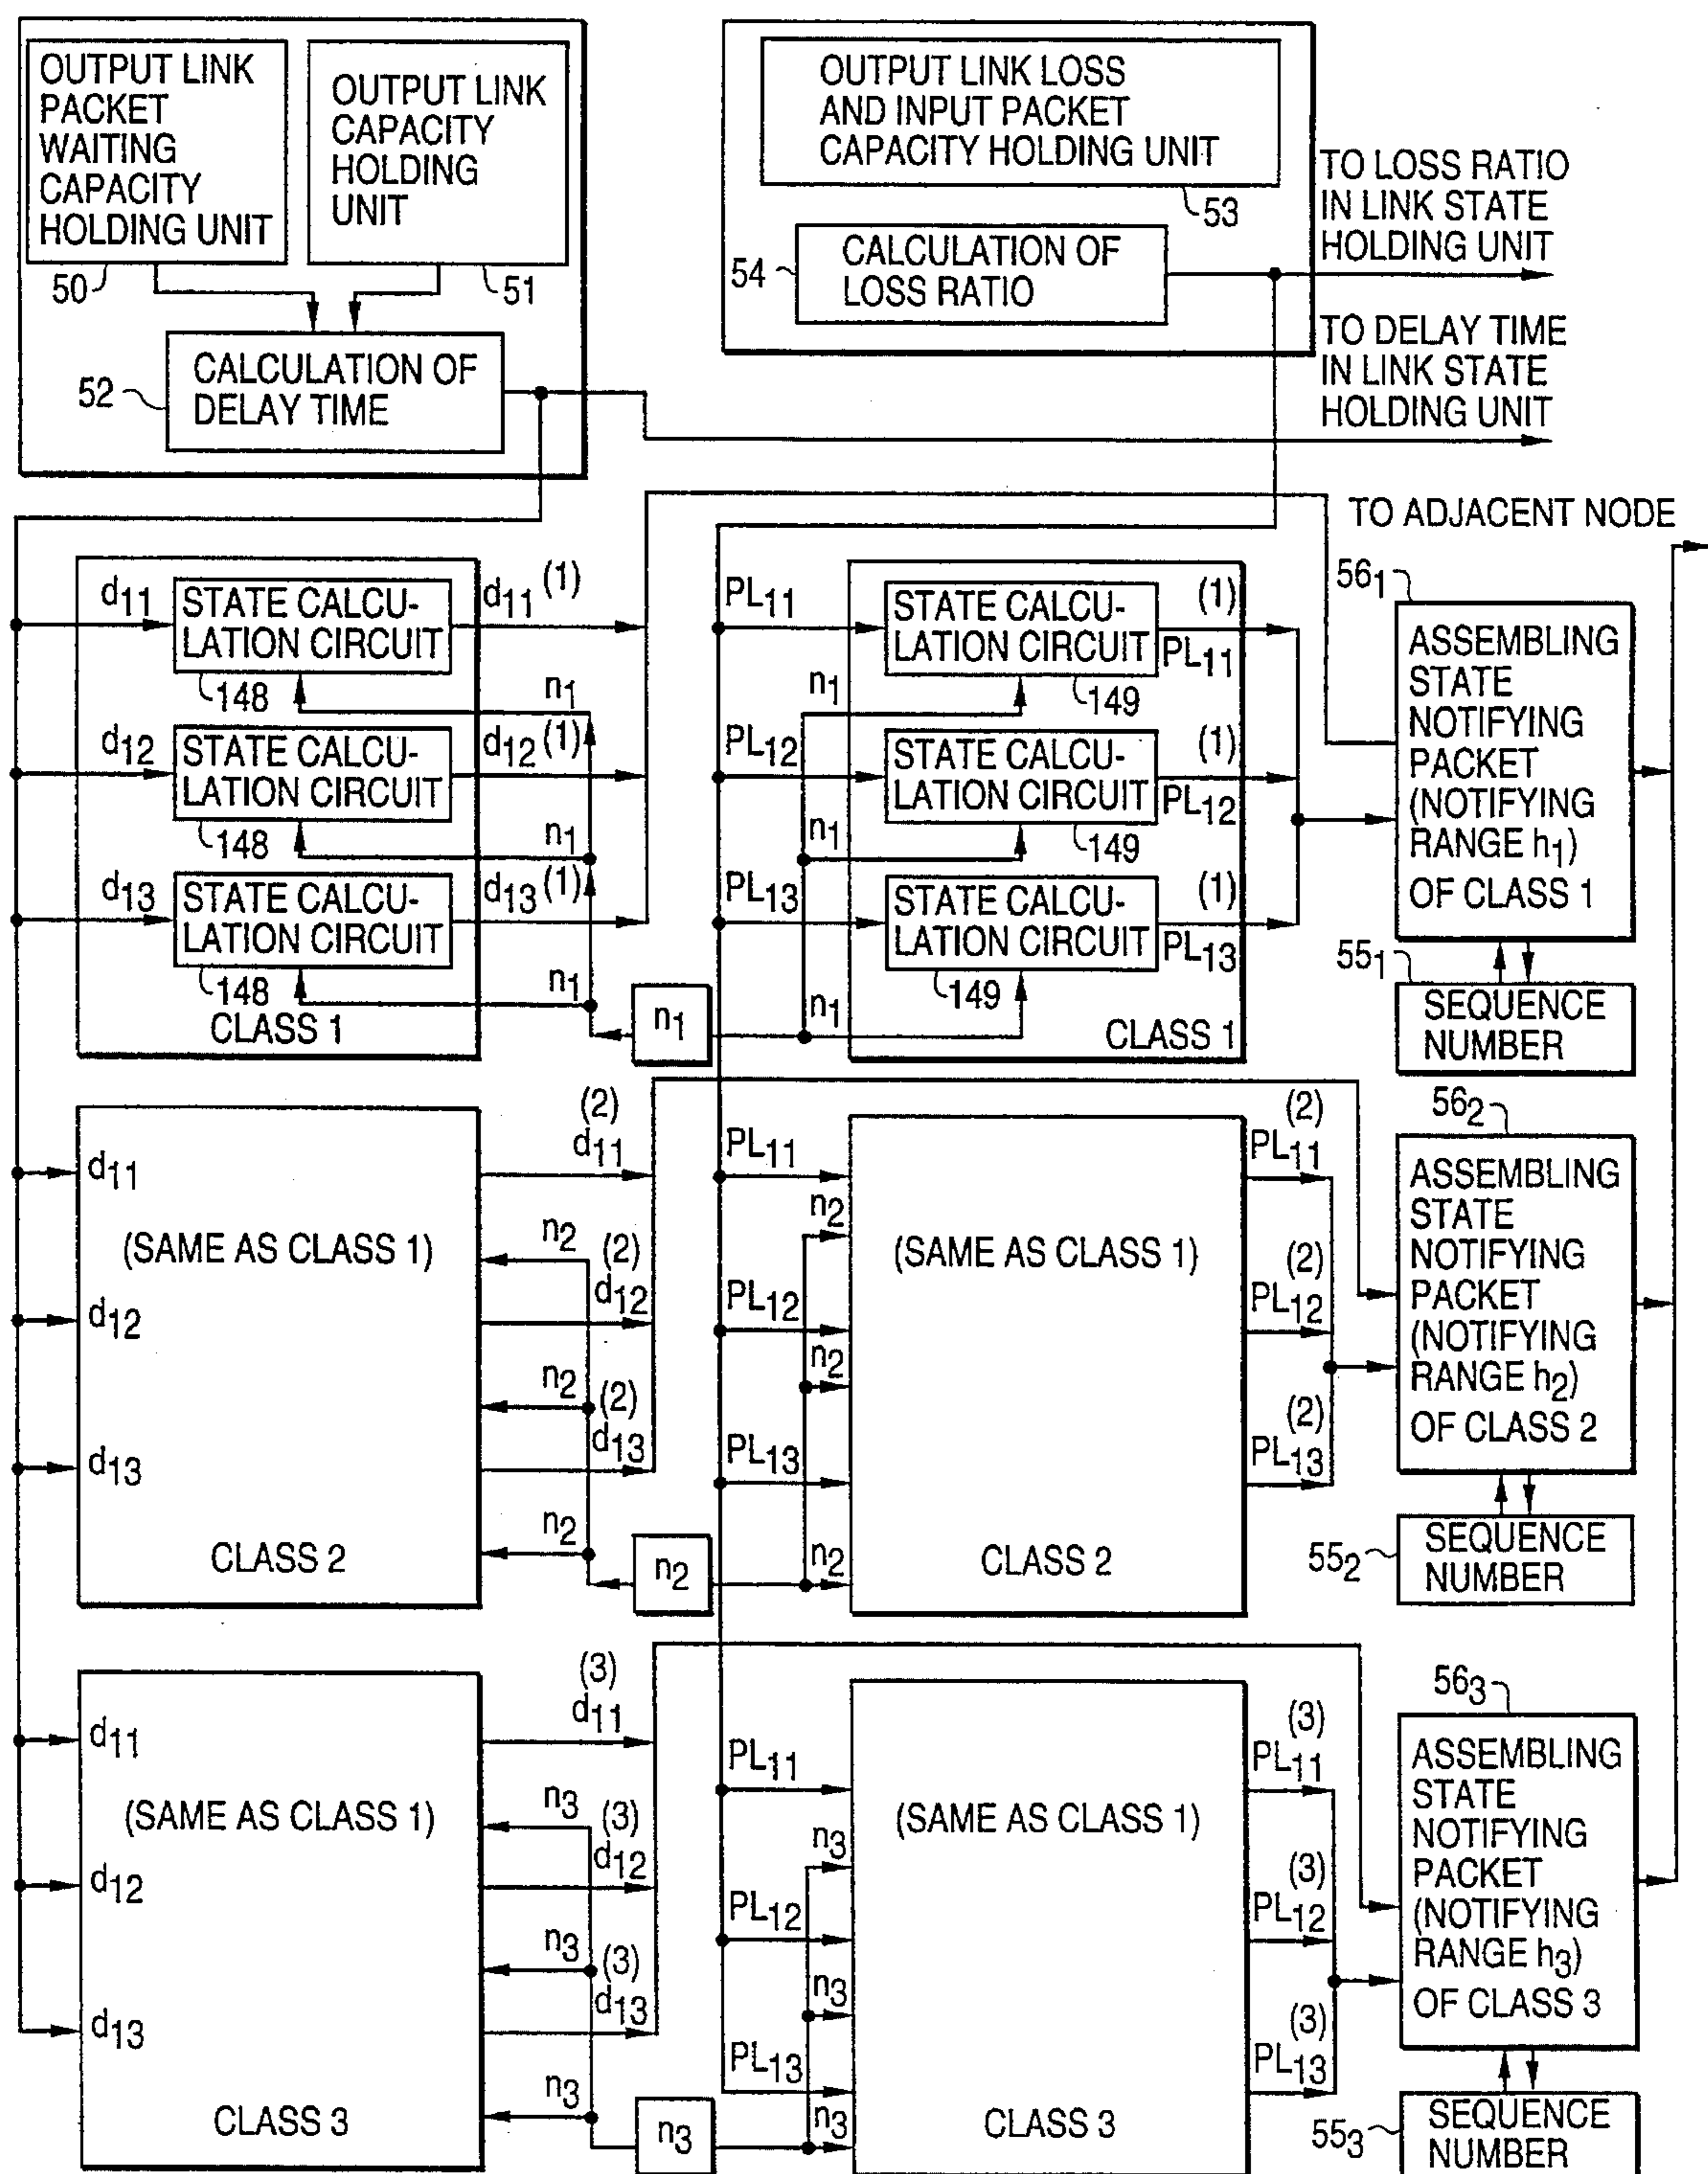 OUTPUT LINK
PACKET
WAITING
CAPACITY
HOLDING UNIT
50
OUTPUT LINK
CAPACITY
HOLDING
UNIT
51
52
CALCULATION OF
DELAY TIME
OUTPUT LINK LOSS
AND INPUT PACKET
CAPACITY HOLDING UNIT
53
54
CALCULATION OF
LOSS RATIO
TO LOSS RATIO
IN LINK STATE
HOLDING UNIT
TO DELAY TIME
IN LINK STATE
HOLDING UNIT
TO ADJACENT NODE
d11
STATE CALCU-
LATION CIRCUIT
148
d11 (1)
n1
d12
STATE CALCU-
LATION CIRCUIT
148
d12 (1)
n1
d13
STATE CALCU-
LATION CIRCUIT
148
d13 (1)
n1
CLASS 1
n1
PL11
STATE CALCU-
LATION CIRCUIT
149
(1)
PL11
n1
PL12
STATE CALCU-
LATION CIRCUIT
149
(1)
PL12
n1
PL13
STATE CALCU-
LATION CIRCUIT
149
(1)
PL13
n1
CLASS 1
561
ASSEMBLING
STATE
NOTIFYING
PACKET
(NOTIFYING
RANGE h1)
OF CLASS 1
551
SEQUENCE
NUMBER
d11
(SAME AS CLASS 1)
d12
d13
CLASS 2
(2)
d11
n2
(2)
d12
n2
(2)
d13
n2
n2
PL11
n2
PL12
n2
PL13
n2
(SAME AS CLASS 1)
CLASS 2
(2)
PL11
(2)
PL12
(2)
PL13
562
ASSEMBLING
STATE
NOTIFYING
PACKET
(NOTIFYING
RANGE h2)
OF CLASS 2
552
SEQUENCE
NUMBER
d11
(SAME AS CLASS 1)
d12
d13
CLASS 3
(3)
d11
n3
(3)
d12
n3
(3)
d13
n3
n3
PL11
n3
PL12
n3
PL13
n3
(SAME AS CLASS 1)
CLASS 3
(3)
PL11
(3)
PL12
(3)
PL13
563
ASSEMBLING
STATE
NOTIFYING
PACKET
(NOTIFYING
RANGE h3)
OF CLASS 3
553
SEQUENCE
NUMBER